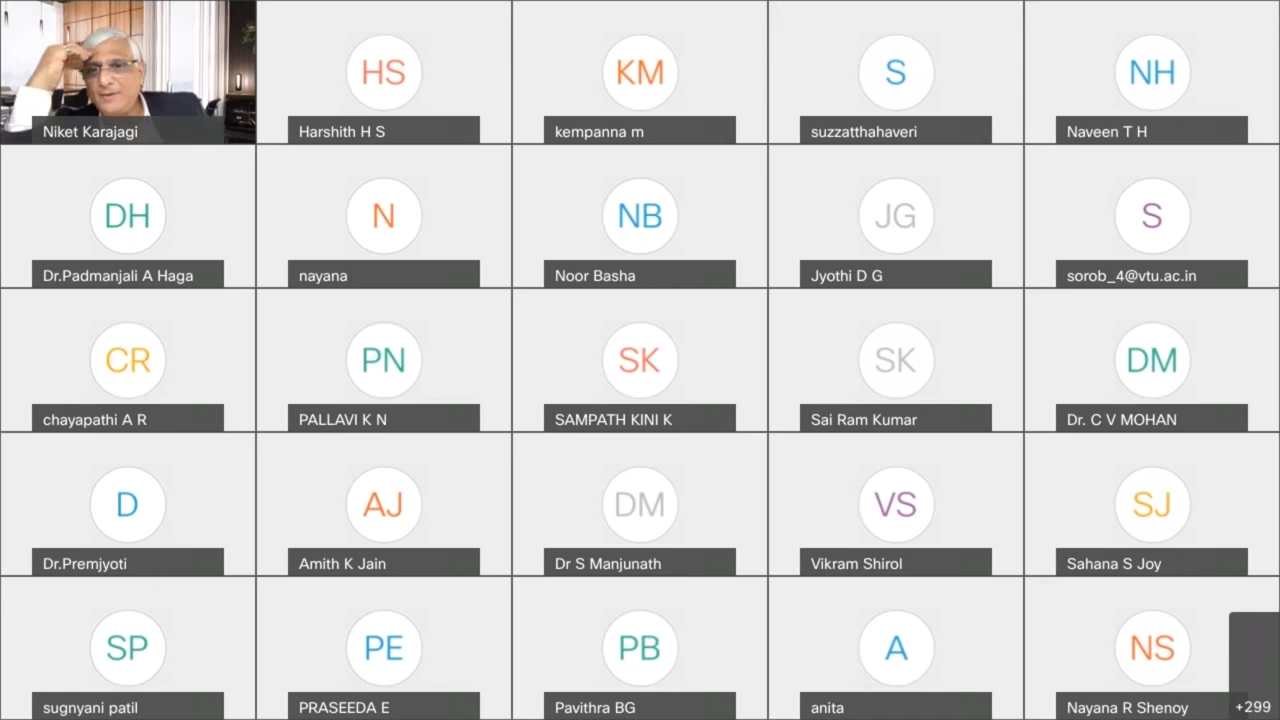 Niket Karajagi
HS
Harshith H S
KM
kempanna m
S
suzzatthahaveri
NH
Naveen T H
DH
Dr.Padmanjali A Haga
N
nayana
NB
Noor Basha
JG
Jyothi D G
S
sorob_4@vtu.ac.in
CR
chayapathi A R
PN
PALLAVI K N
SK
SAMPATH KINI K
SK
Sai Ram Kumar
DM
Dr. C V MOHAN
D
Dr.Premjyoti
AJ
Amith K Jain
DM
Dr S Manjunath
VS
Vikram Shirol
SJ
Sahana S Joy
SP
sugnyani patil
PE
PRASEEDA E
PB
Pavithra BG
A
anita
NS
Nayana R Shenoy
+299